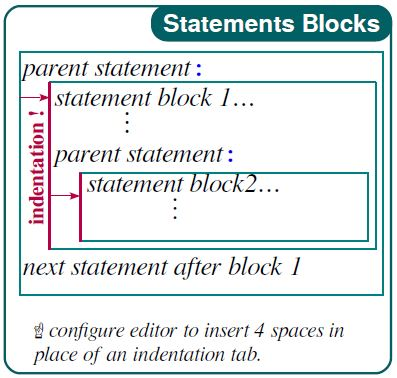 Statements Blocks
parent statement:
statement block 1...
⋮
parent statement:
statement block2...
⋮
indentation!
next statement after block 1
☝ configure editor to insert 4 spaces in
place of an indentation tab.